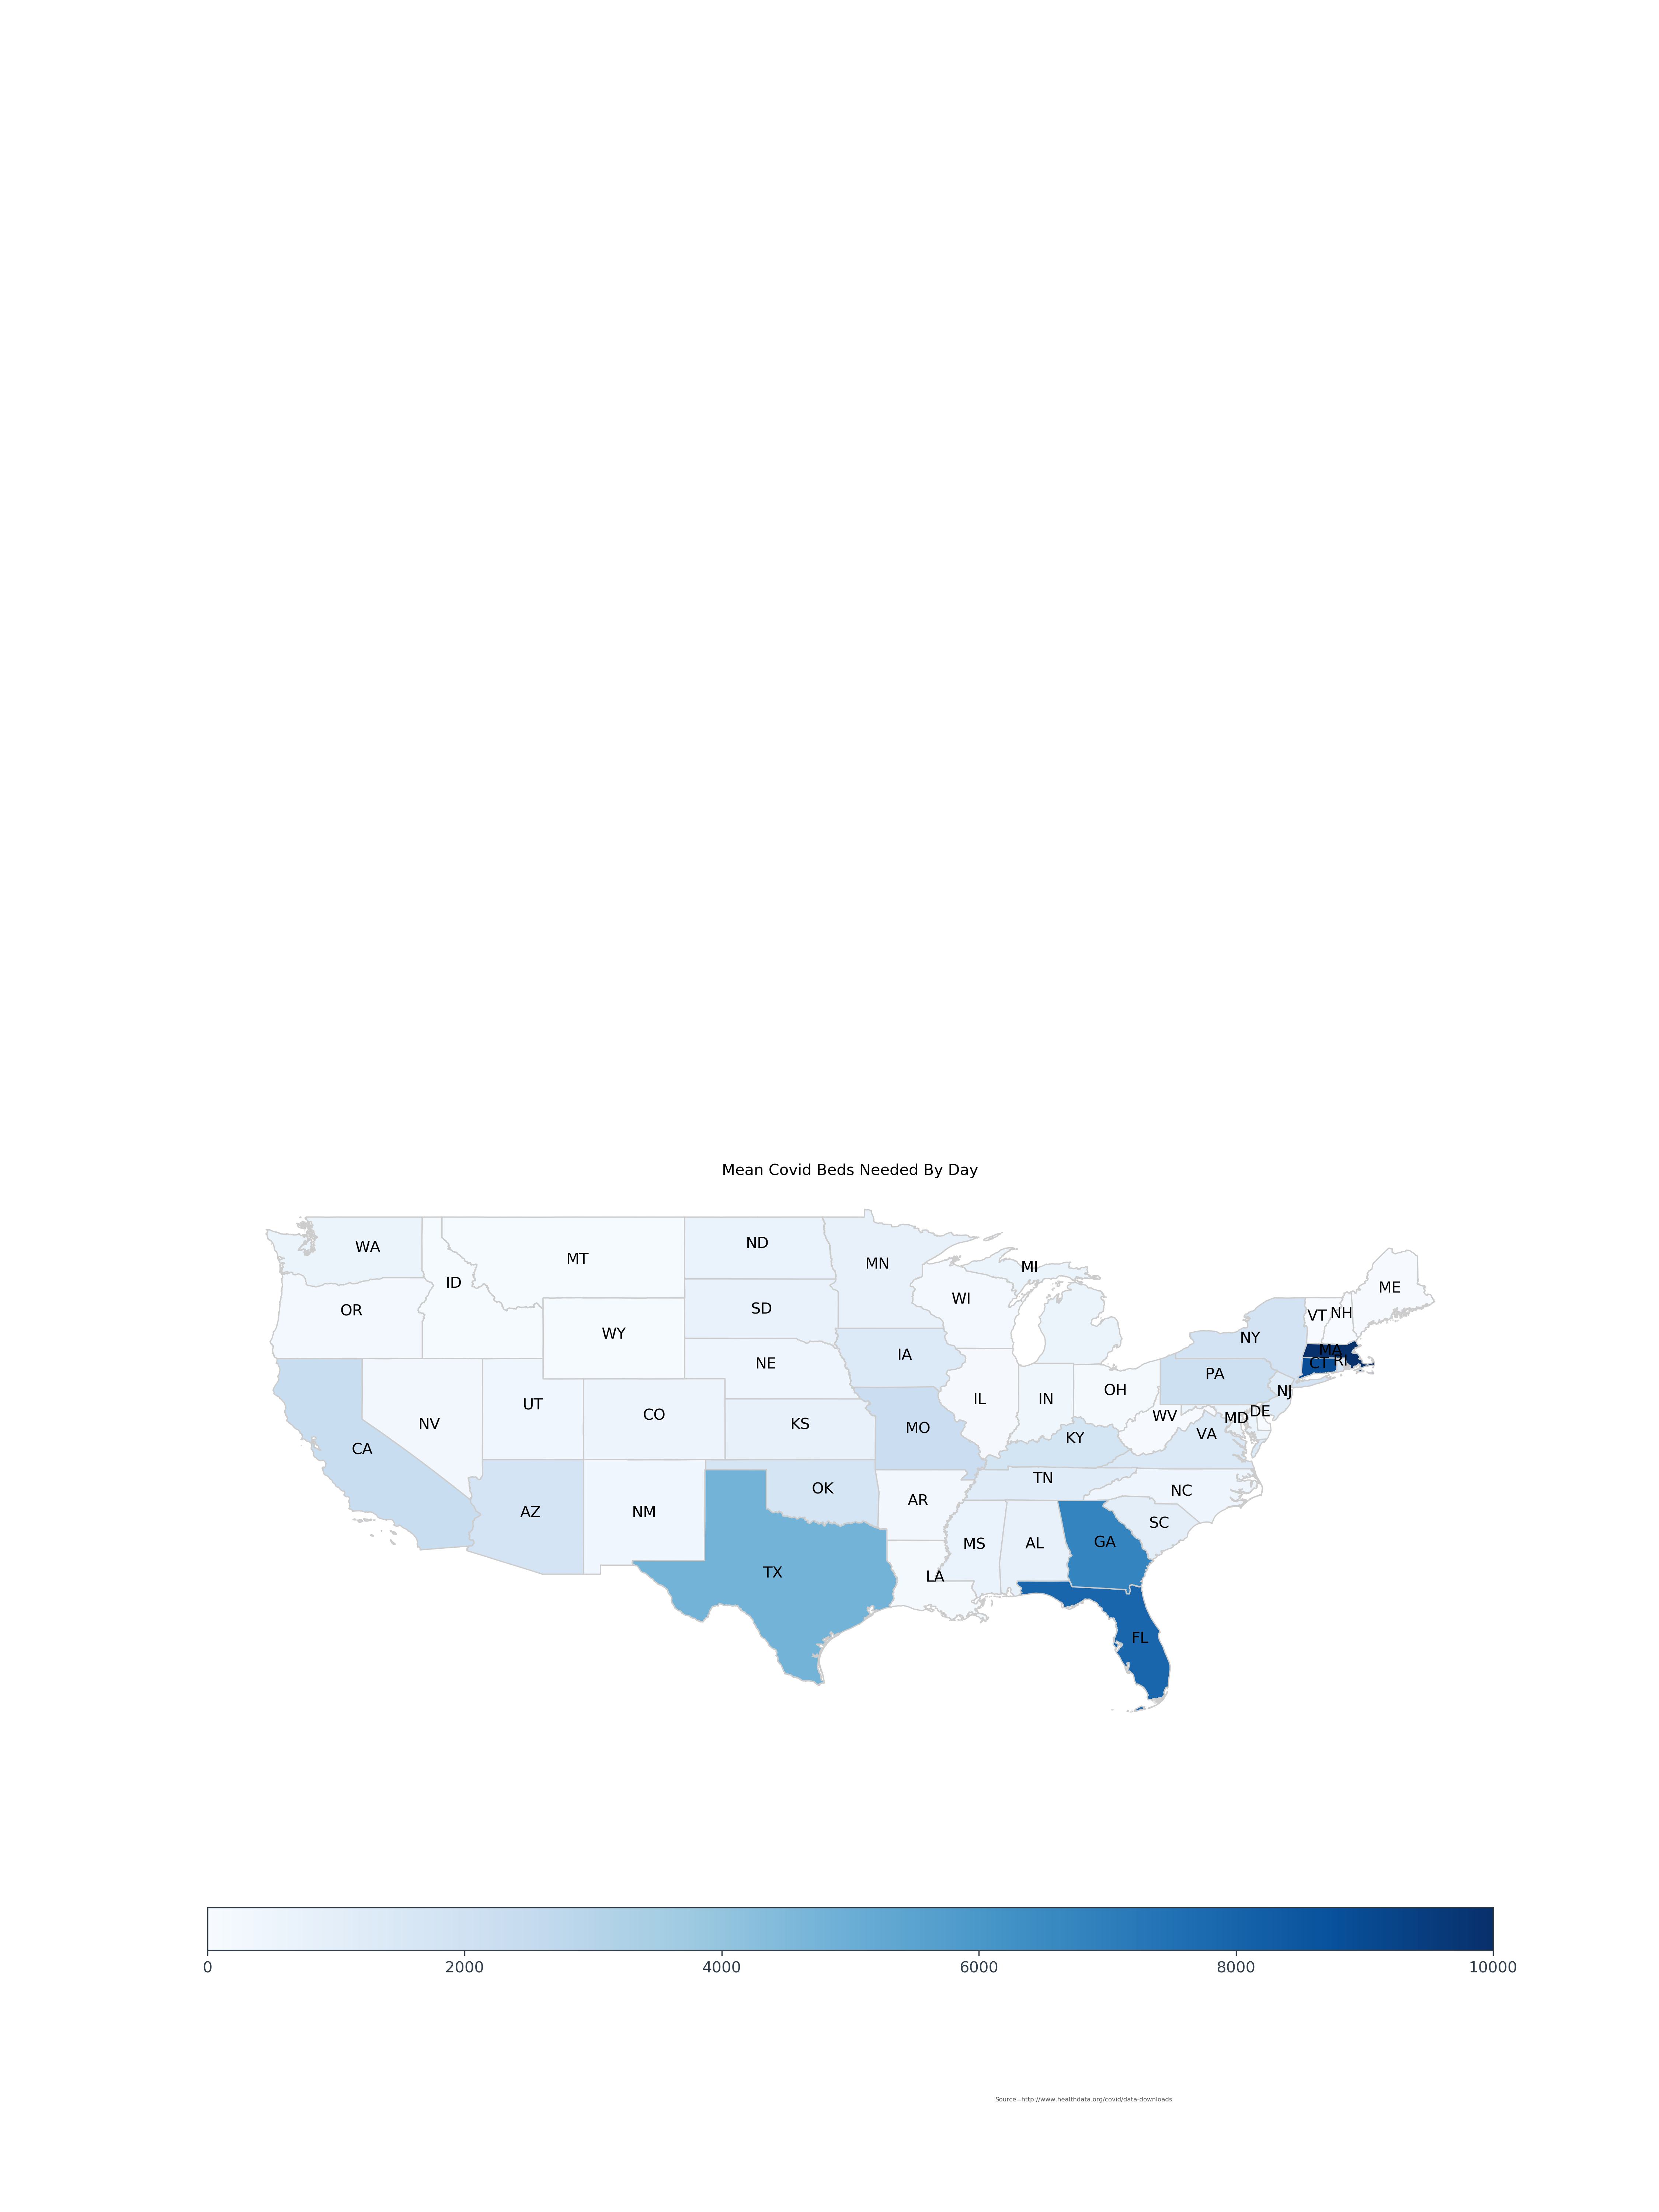 Mean Covid Beds Needed By Day
WA
MT
ND
MN
MI
ID
OR
SD
WI
ME
WY
VT
NH
NY
MA
NE
IA
CT
RI
PA
UT
CO
NV
KS
IL
IN
OH
NJ
DE
WV
MD
CA
MO
KY
VA
AZ
NM
OK
AR
TN
NC
SC
TX
LA
MS
AL
GA
FL
0 2000 4000 6000 8000 10000
Source=http://www.healthdata.org/covid/data-downloads